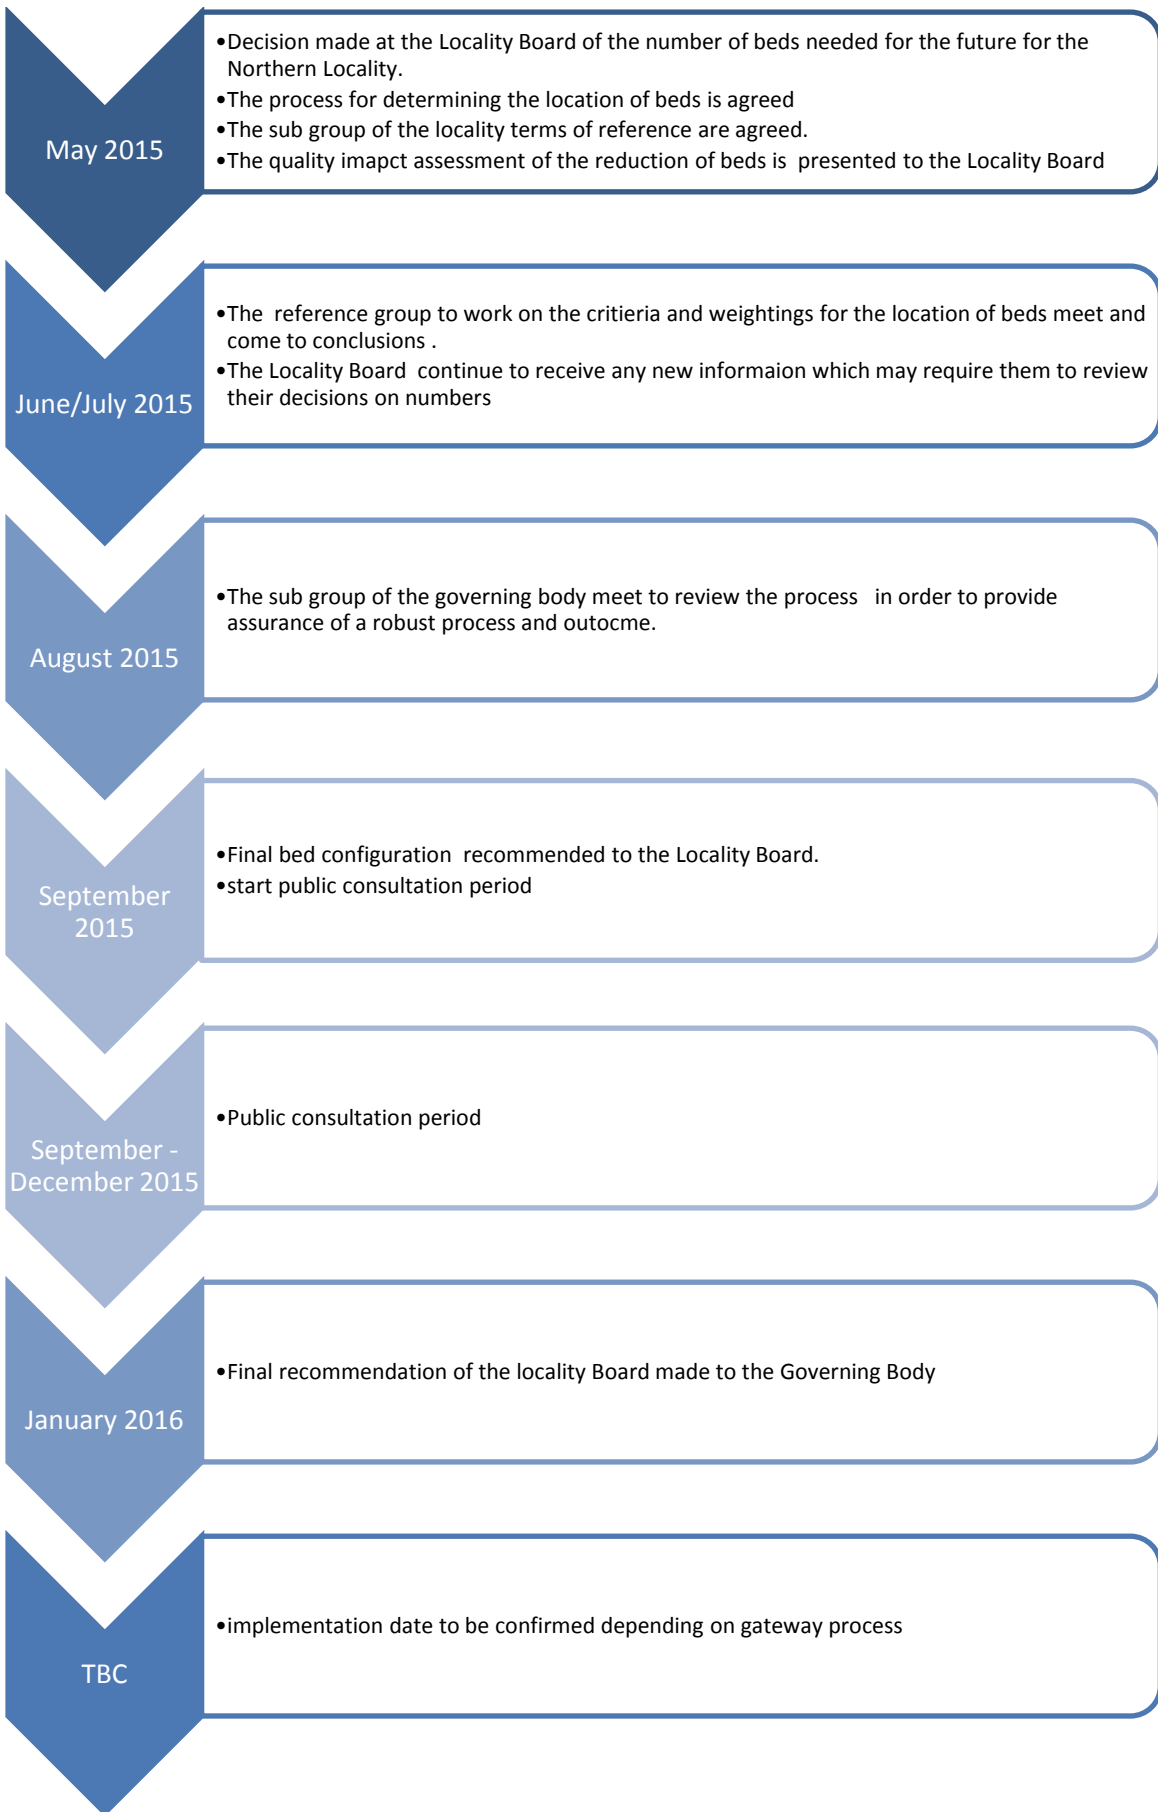 May 2015
•Decision made at the Locality Board of the number of beds needed for the future for the
Northern Locality.
•The process for determining the location of beds is agreed
•The sub group of the locality terms of reference are agreed.
•The quality imapct assessment of the reduction of beds is presented to the Locality Board
June/July 2015
•The reference group to work on the critieria and weightings for the location of beds meet and
come to conclusions .
•The Locality Board continue to receive any new informaion which may require them to review
their decisions on numbers
August 2015
•The sub group of the governing body meet to review the process in order to provide
assurance of a robust process and outocme.
September
2015
•Final bed configuration recommended to the Locality Board.
•start public consultation period
September -
December 2015
•Public consultation period
January 2016
•Final recommendation of the locality Board made to the Governing Body
TBC
•implementation date to be confirmed depending on gateway process